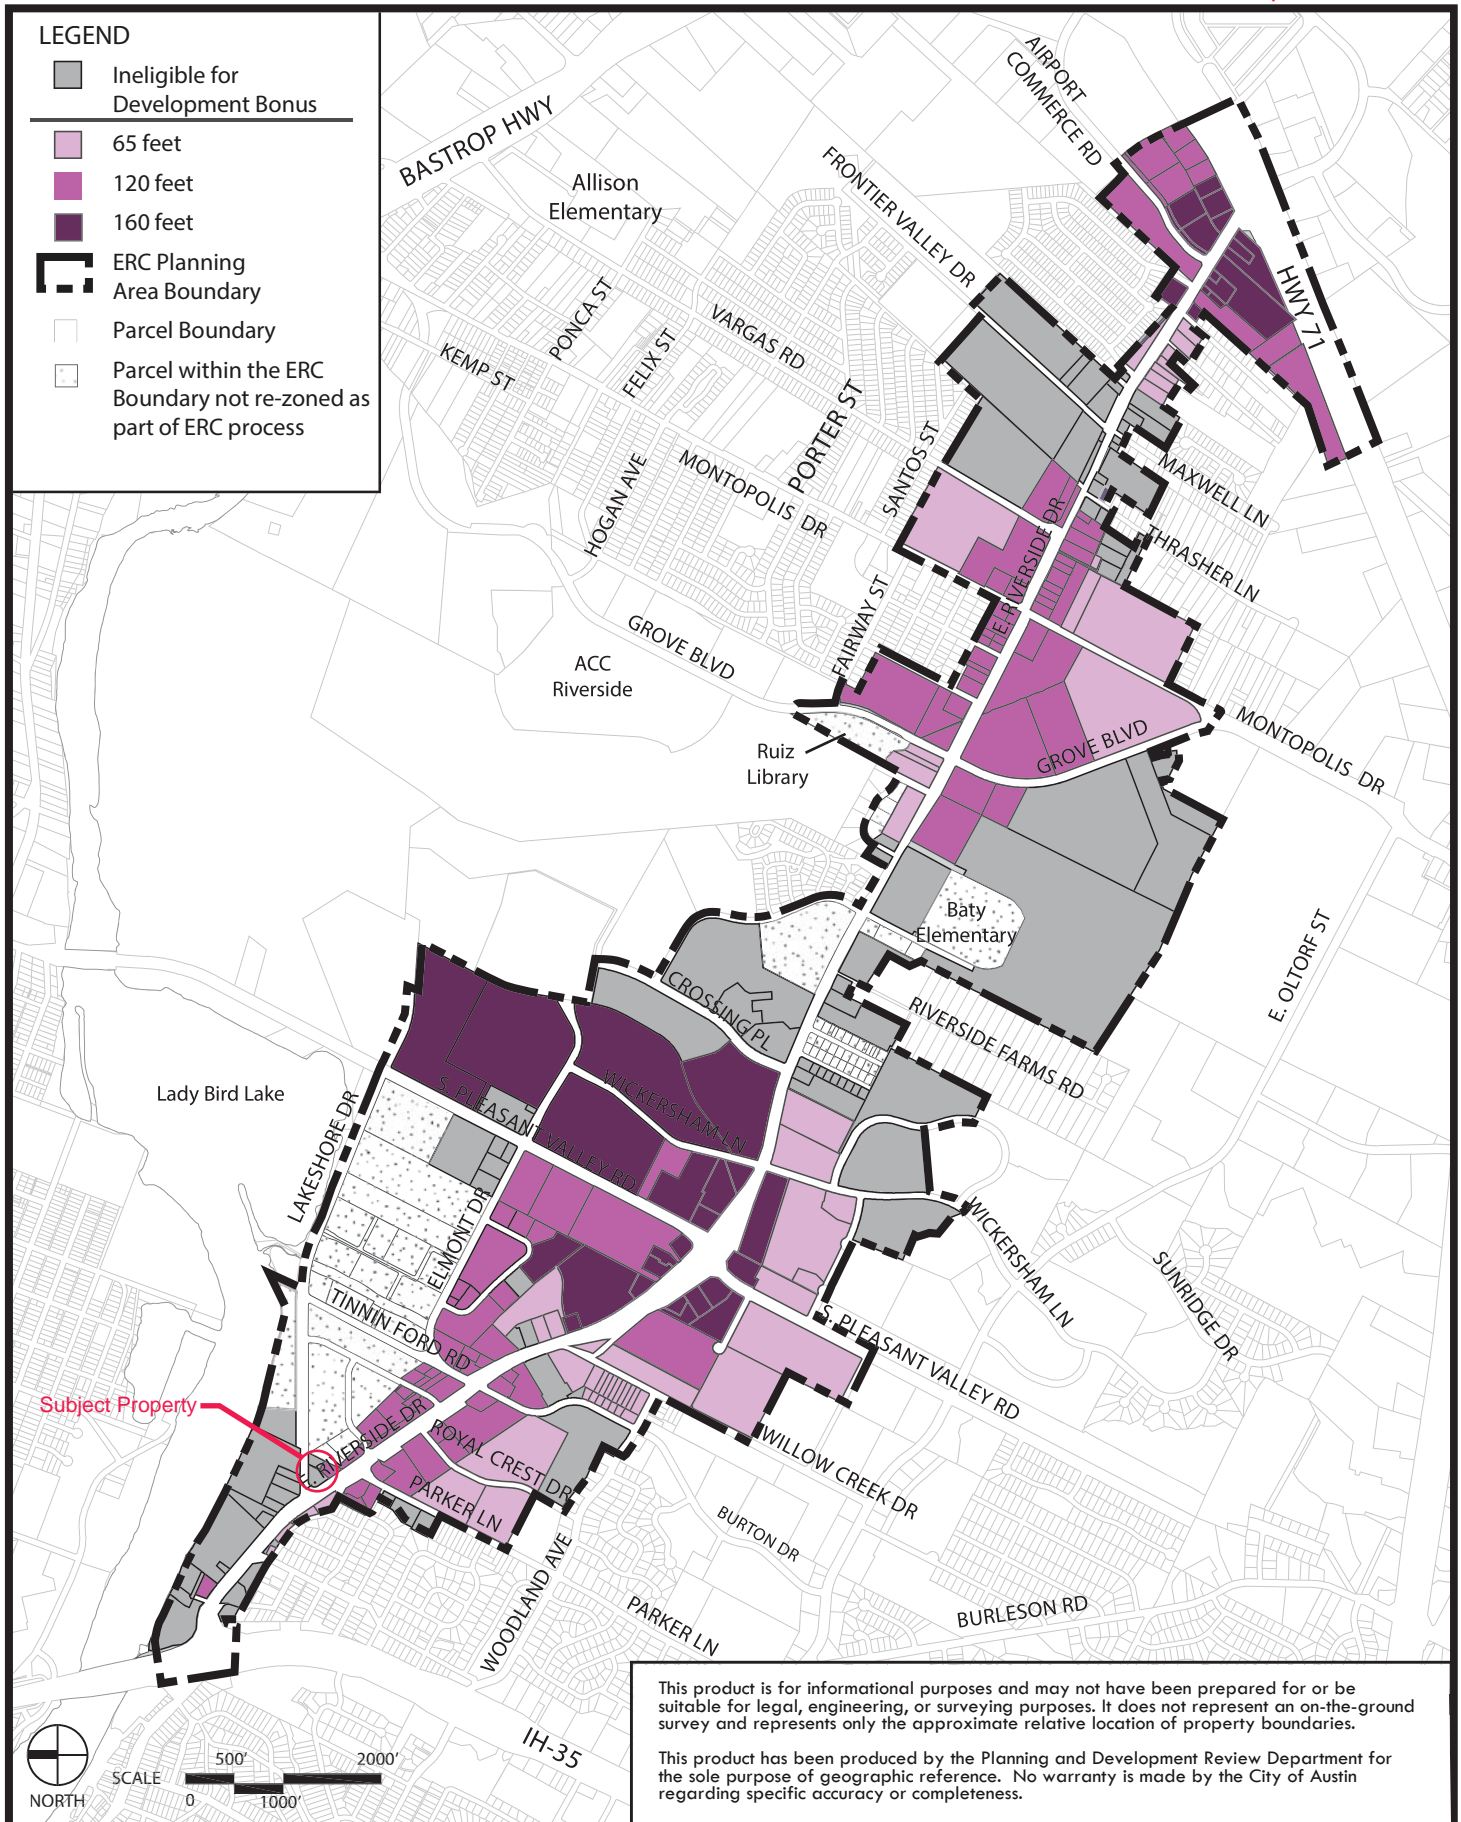 LEGEND
Ineligible for
Development Bonus
65 feet
120 feet
160 feet
ERC Planning
Area Boundary
Parcel Boundary
Parcel within the ERC
Boundary not re-zoned as
part of ERC process
BASTROP HWY
AIRPORT
COMMERCE RD
Allison
Elementary
FRONTIER VALLEY DR
HWY 71
PONCA ST
VARGAS RD
KEMP ST
FELIX ST
PORTER ST
SANTOS ST
MONTOPOLIS DR
HOGAN AVE
MAXWELL LN
THRASHER LN
E. RIVERSIDE DR
FAIRWAY ST
GROVE BLVD
ACC
Riverside
Ruiz
Library
GROVE BLVD
MONTOPOLIS DR
Baty
Elementary
E. OLTORF ST
CROSSING PL
RIVERSIDE FARMS RD
Lady Bird Lake
LAKESHORE DR
S. PLEASANT VALLEY RD
WICKERSHAM LN
ELMONT DR
WICKERSHAM LN
SUNRIDGE DR
TINNIN FORD RD
S. PLEASANT VALLEY RD
Subject Property
E. RIVERSIDE DR
ROYAL CREST DR
PARKER LN
WILLOW CREEK DR
BURTON DR
WOODLAND AVE
PARKER LN
BURLESON RD
IH-35
NORTH
SCALE
500'
2000'
0
1000'
This product is for informational purposes and may not have been prepared for or be
suitable for legal, engineering, or surveying purposes. It does not represent an on-the-ground
survey and represents only the approximate relative location of property boundaries.
This product has been produced by the Planning and Development Review Department for
the sole purpose of geographic reference. No warranty is made by the City of Austin
regarding specific accuracy or completeness.